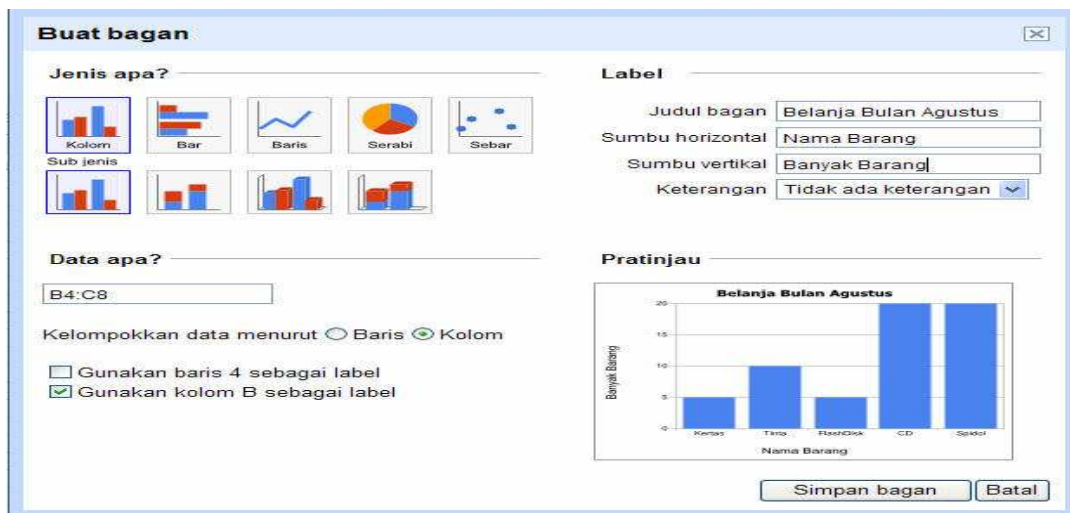 Buat bagan
Jenis apa?
Kolom Bar Baris Serabi Sebar
Sub jenis
Label
Judul bagan Belanja Bulan Agustus
Sumbu horizontal Nama Barang
Sumbu vertikal Banyak Barang
Keterangan Tidak ada keterangan
Data apa?
B4:C8
Kelompokkan data menurut Baris Kolom
Gunakan baris 4 sebagai label
Gunakan kolom B sebagai label
Pratinjau
Belanja Bulan Agustus
20
15
10
5
0
Banyak Barang
Kertas Tinta FlashDisk CD Spidol
Nama Barang
Simpan bagan Batal